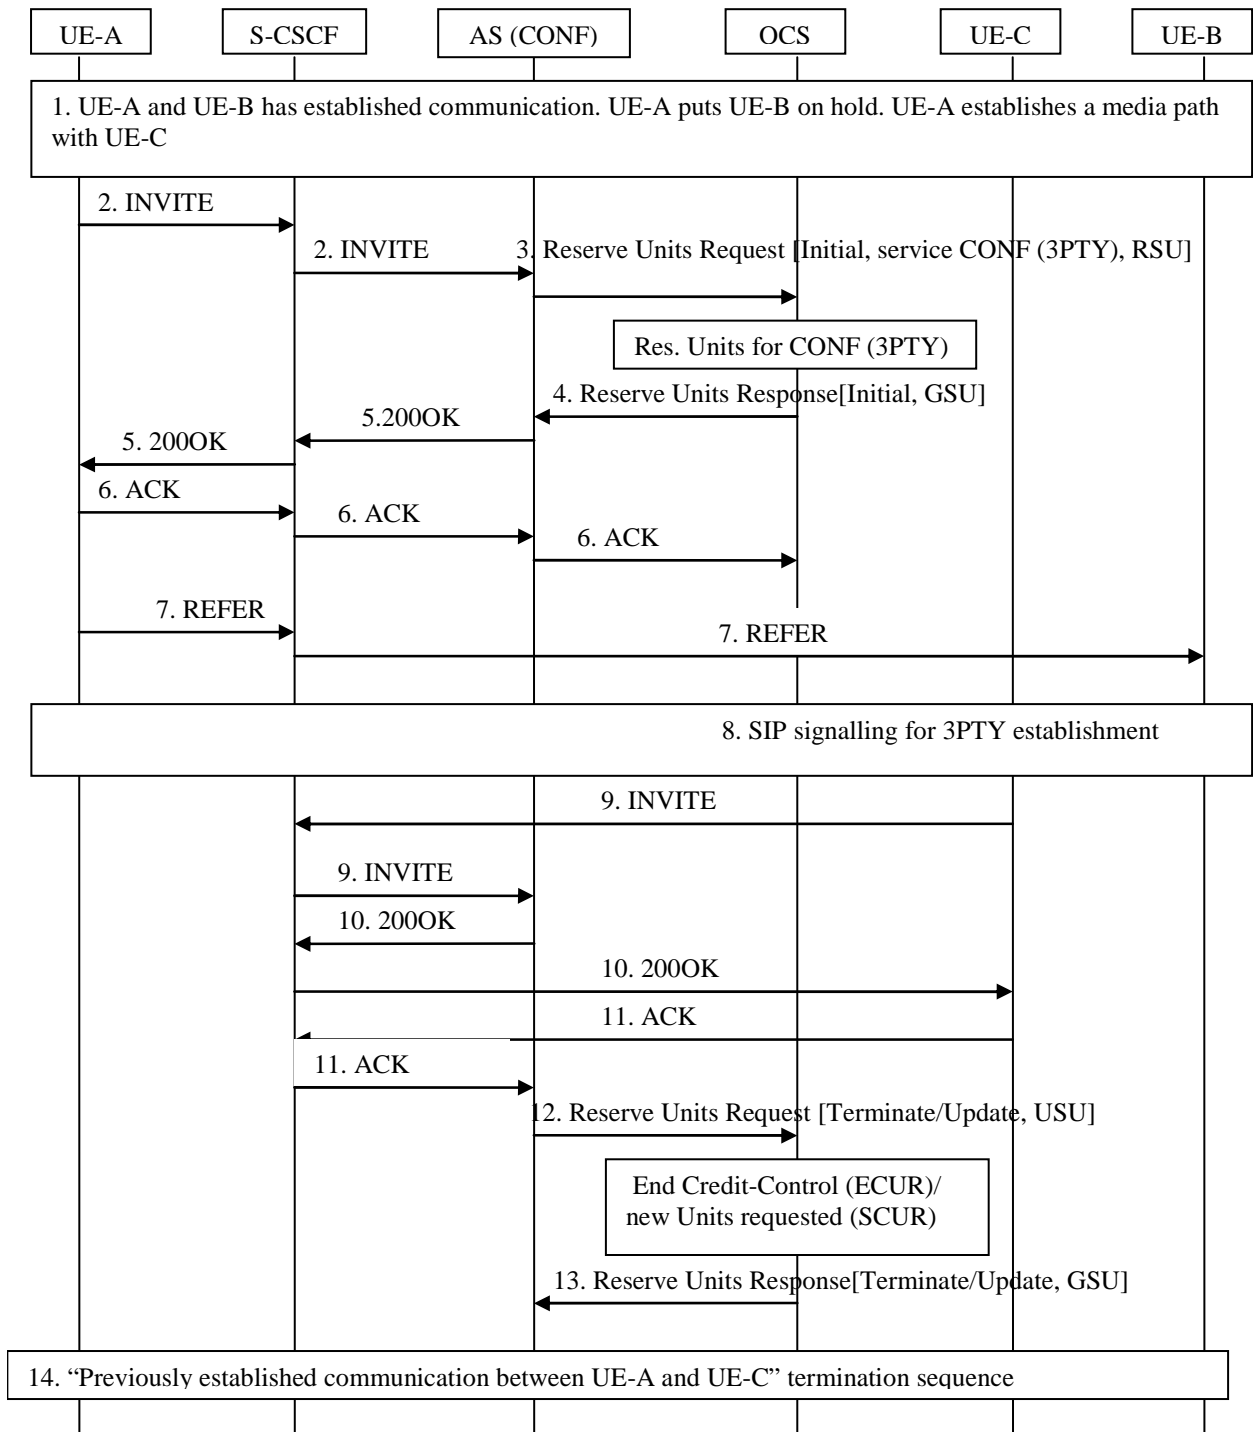 UE-A
S-CSCF
AS (CONF)
OCS
UE-C
UE-B
1. UE-A and UE-B has established communication. UE-A puts UE-B on hold. UE-A establishes a media path
with UE-C
2. INVITE
2. INVITE
3. Reserve Units Request [Initial, service CONF (3PTY), RSU]
Res. Units for CONF (3PTY)
4. Reserve Units Response[Initial, GSU]
5.200OK
5. 200OK
6. ACK
6. ACK
6. ACK
7. REFER
7. REFER
8. SIP signalling for 3PTY establishment
9. INVITE
9. INVITE
10. 200OK
10. 200OK
11. ACK
11. ACK
12. Reserve Units Request [Terminate/Update, USU]
End Credit-Control (ECUR)/
new Units requested (SCUR)
13. Reserve Units Response[Terminate/Update, GSU]
14. “Previously established communication between UE-A and UE-C” termination sequence